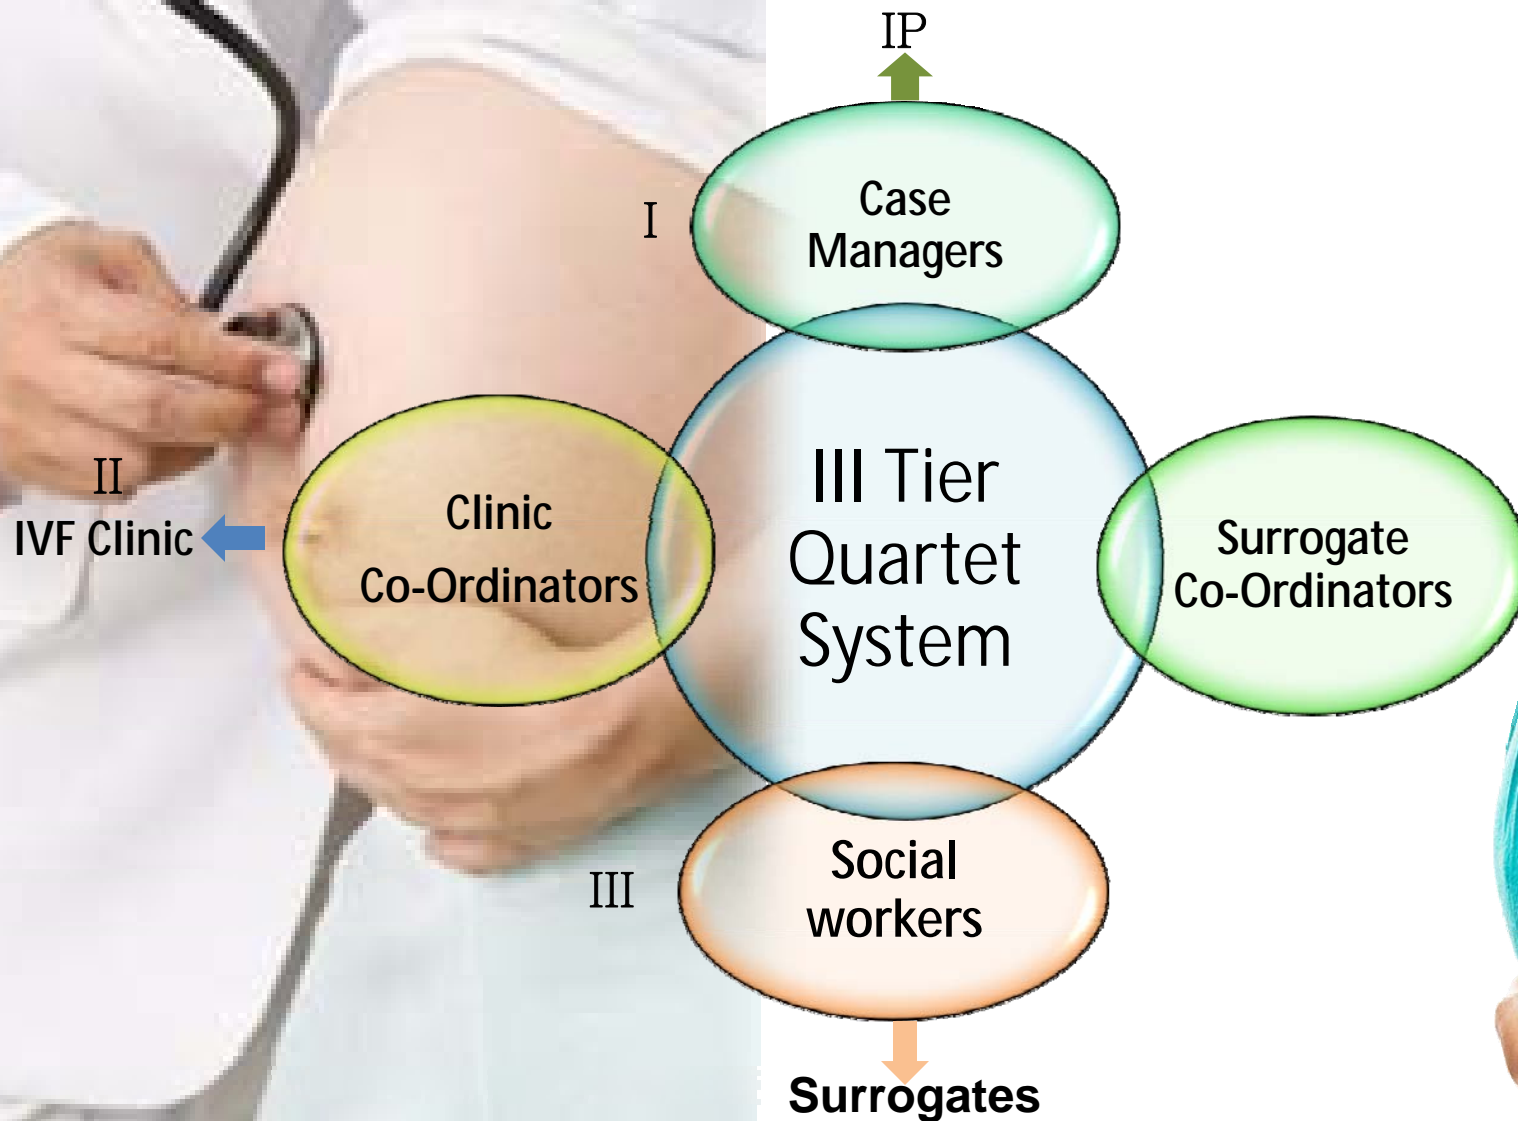 IP
I
Case
Managers
III Tier
Quartet
System
II
IVF Clinic
Clinic
Co-Ordinators
Surrogate
Co-Ordinators
III
Social
workers
Surrogates